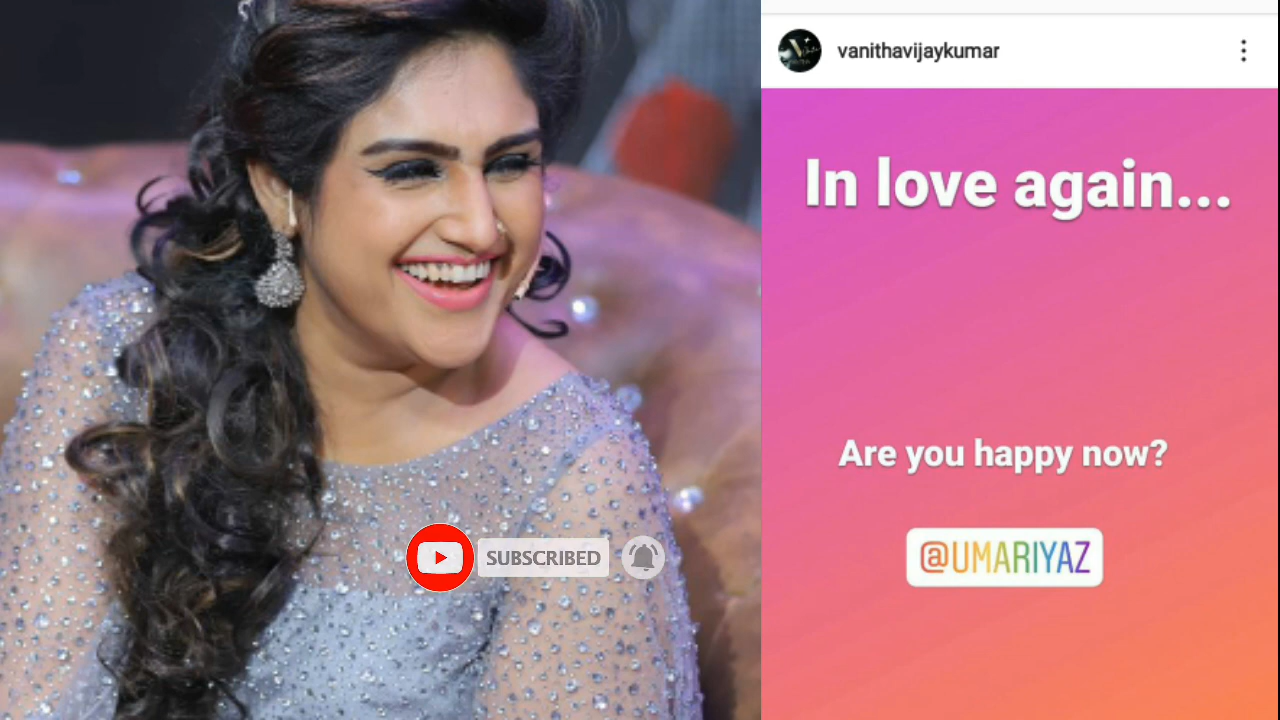 vanithavijaykumar
In love again...
Are you happy now?
@UMARIYAZ
SUBSCRIBED